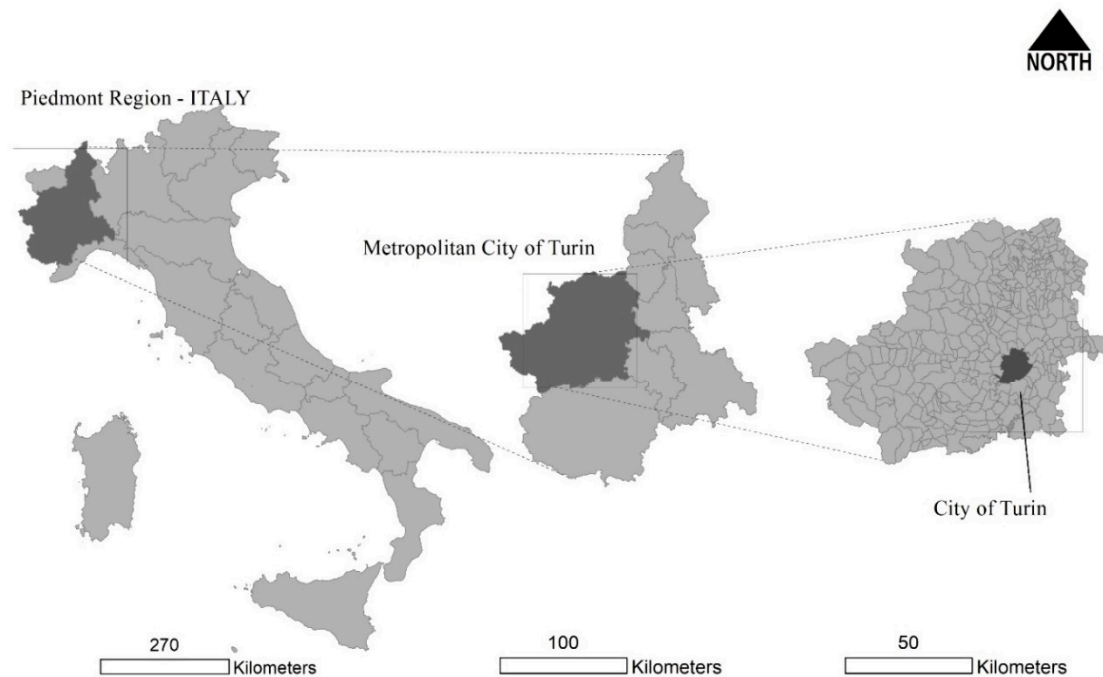 NORTH
Piedmont Region - ITALY
Metropolitan City of Turin
City of Turin
270
Kilometers
100
Kilometers
50
Kilometers